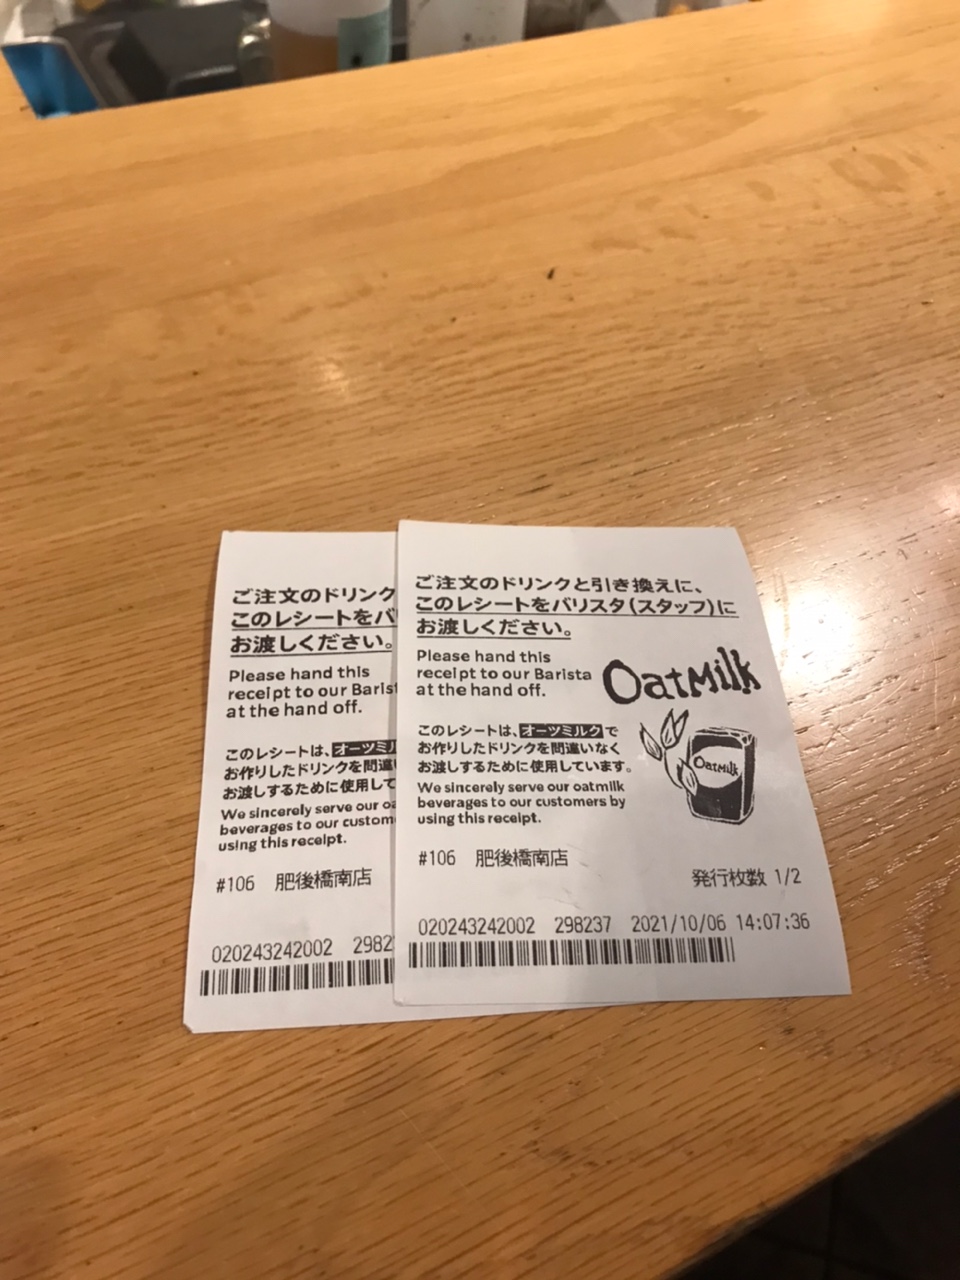 ご注文のドリンク
このレシートをバ
お渡しください。
Please hand this
receipt to our Barist
at the hand off.
このレシートは、オーツミル
お作りしたドリンクを間違い
お渡しするために使用して
We sincerely serve our oa
beverages to our custom
using this receipt.
#106 肥後橋南店
020243242002 2982
ご注文のドリンクと引き換えに、
このレシートをバリスタ(スタッフ)に
お渡しください。
Please hand this
receipt to our Barista
at the hand off.
OatMilk
このレシートは、オーツミルクで
お作りしたドリンクを間違いなく
お渡しするために使用しています。
OatMilk
We sincerely serve our oatmilk
beverages to our customers by
using this receipt.
#106 肥後橋南店
発行枚数 1/2
020243242002 298237 2021/10/06 14:07:36